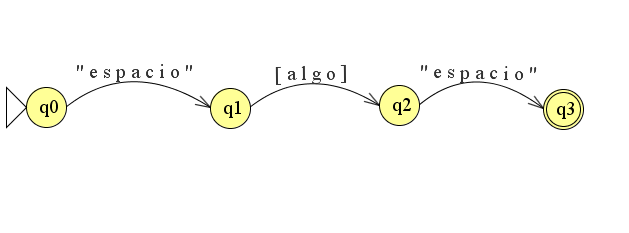 "espacio" [algo] "espacio"
q0 q1 q2 q3